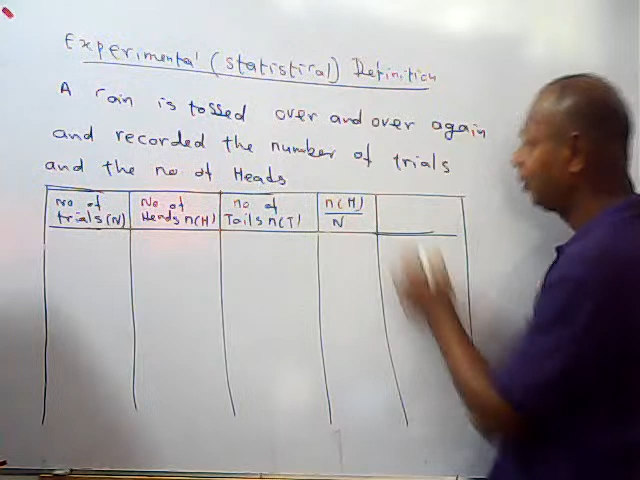 Experimental (statistical) Definition
A coin is tossed over and over again
and recorded the number of trials
and the no of Heads
No of trials (N)
No of Heads n(H)
no of Tails n(T)
n(H)
N